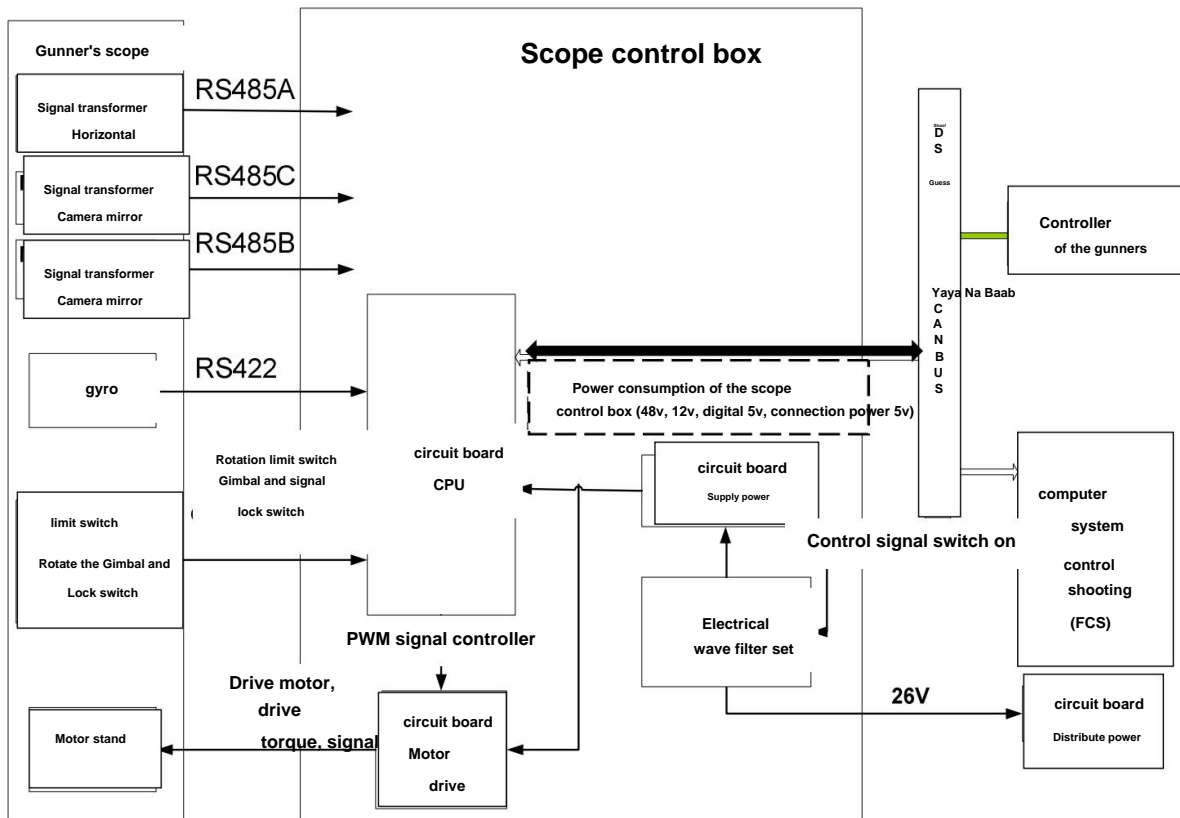 Gunner's scope
Scope control box
Signal transformer
Horizontal
RS485A
Signal transformer
Camera mirror
RS485C
Signal transformer
Camera mirror
RS485B
gyro
RS422
limit switch
Rotate the Gimbal and
Lock switch
Rotation limit switch
Gimbal and signal
lock switch
circuit board
CPU
Power consumption of the scope
control box (48v, 12v, digital 5v, connection power 5v)
circuit board
Supply power
Control signal switch on
Electrical
wave filter set
PWM signal controller
Drive motor,
drive
torque, signal
Motor stand
circuit board
Motor
drive
26V
circuit board
Distribute power
Shoot
D
S
Guess
Yaya Na Baab
C
A
N
B
U
S
Controller
of the gunners
computer
system
control
shooting
(FCS)